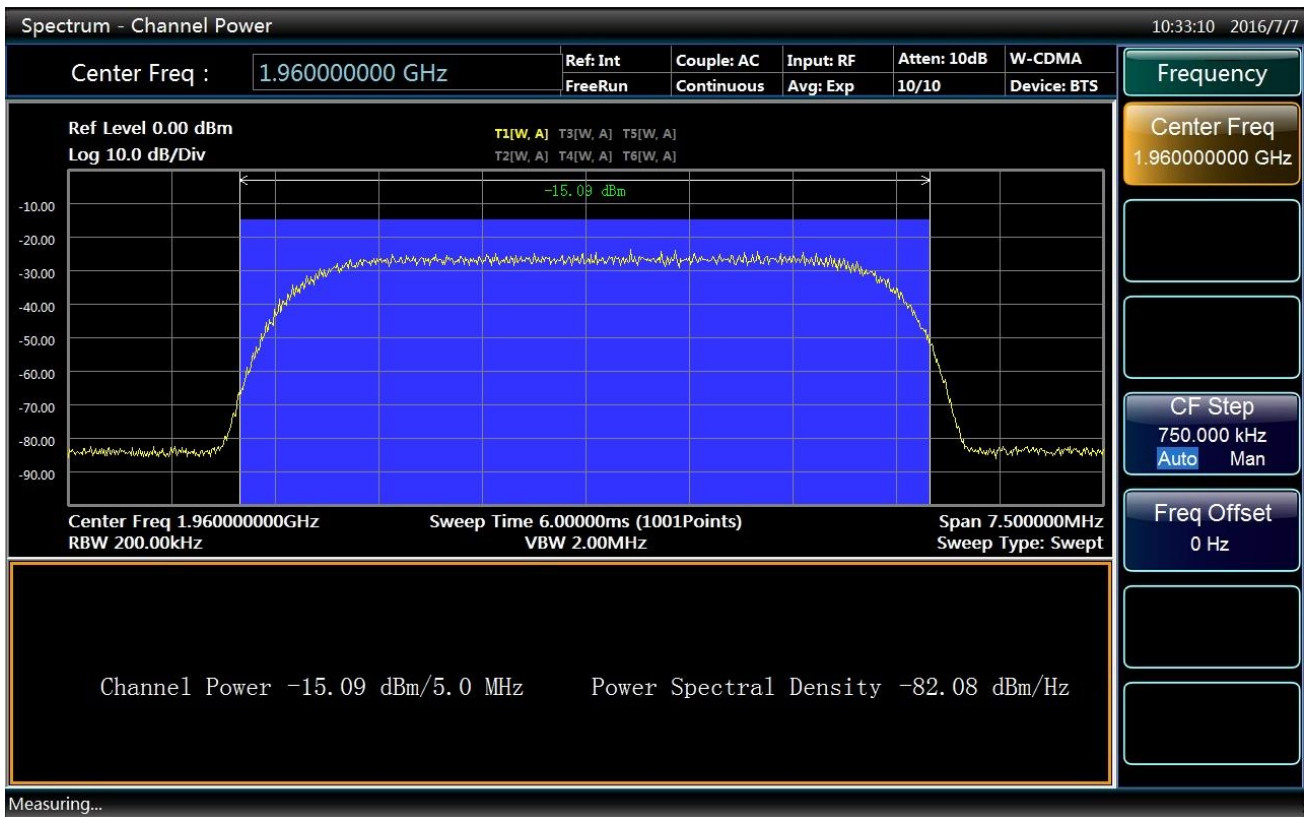 Spectrum - Channel Power 10:33:10 2016/7/7
Center Freq : 1.960000000 GHz
Ref: Int Couple: AC Input: RF Atten: 10dB W-CDMA
FreeRun Continuous Avg: Exp 10/10 Device: BTS
Ref Level 0.00 dBm
Log 10.0 dB/Div
T1[W, A] T3[W, A] T5[W, A]
T2[W, A] T4[W, A] T6[W, A]
-15.09 dBm
-10.00
-20.00
-30.00
-40.00
-50.00
-60.00
-70.00
-80.00
-90.00
Center Freq 1.960000000GHz Sweep Time 6.00000ms (1001Points) Span 7.500000MHz
RBW 200.00kHz VBW 2.00MHz Sweep Type: Swept
Channel Power -15.09 dBm/5.0 MHz Power Spectral Density -82.08 dBm/Hz
Measuring...
Frequency
Center Freq
1.960000000 GHz
CF Step
750.000 kHz
Auto Man
Freq Offset
0 Hz